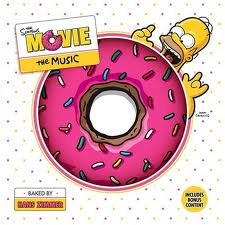 THE Simpsons
MOVIE
THE MUSIC
BAKED BY
HANS ZIMMER
INCLUDES
BONUS
CONTENT